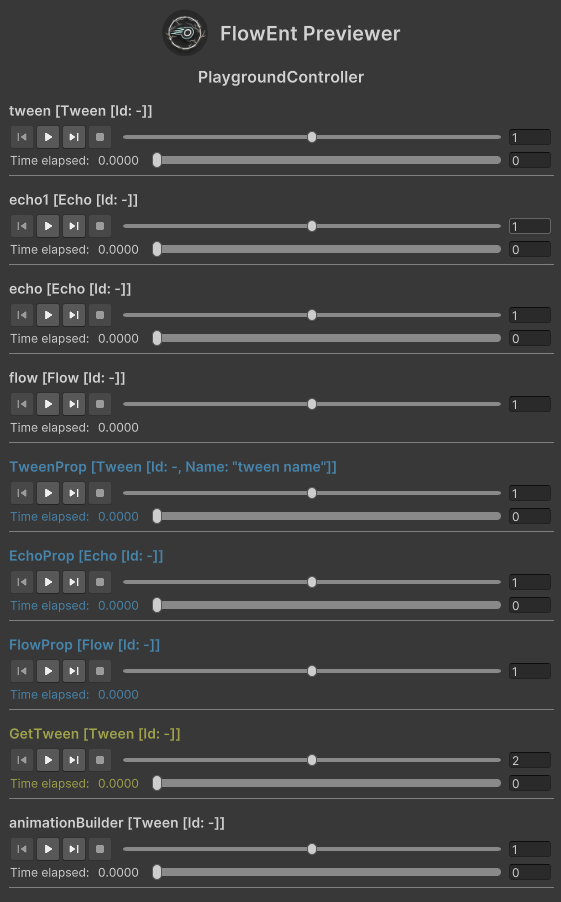 FlowEnt Previewer
PlaygroundController
tween [Tween [Id: -]]
1
Time elapsed: 0.0000 0
echo1 [Echo [Id: -]]
1
Time elapsed: 0.0000 0
echo [Echo [Id: -]]
1
Time elapsed: 0.0000 0
flow [Flow [Id: -]]
1
Time elapsed: 0.0000
TweenProp [Tween [Id: -, Name: "tween name"]]
1
Time elapsed: 0.0000 0
EchoProp [Echo [Id: -]]
1
Time elapsed: 0.0000 0
FlowProp [Flow [Id: -]]
1
Time elapsed: 0.0000
GetTween [Tween [Id: -]]
2
Time elapsed: 0.0000 0
animationBuilder [Tween [Id: -]]
1
Time elapsed: 0.0000 0